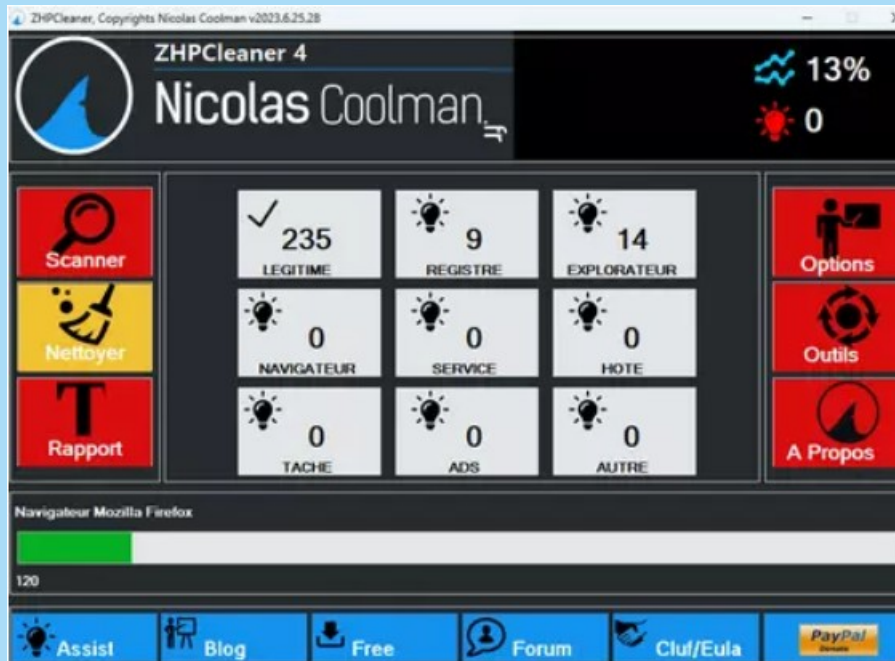 ZHPCleaner, Copyrights Nicolas Coolman v2023.6.25.28
ZHPCleaner 4
Nicolas Coolman.fr
13%
0
Scanner
235
LEGITIME
9
REGISTRE
14
EXPLORATEUR
Options
Nettoyer
0
NAVIGATEUR
0
SERVICE
0
HOTE
Outils
Rapport
0
TACHE
0
ADS
0
AUTRE
A Propos
Navigateur Mozilla Firefox
120
Assist
Blog
Free
Forum
Cluf/Eula
PayPal
Donate